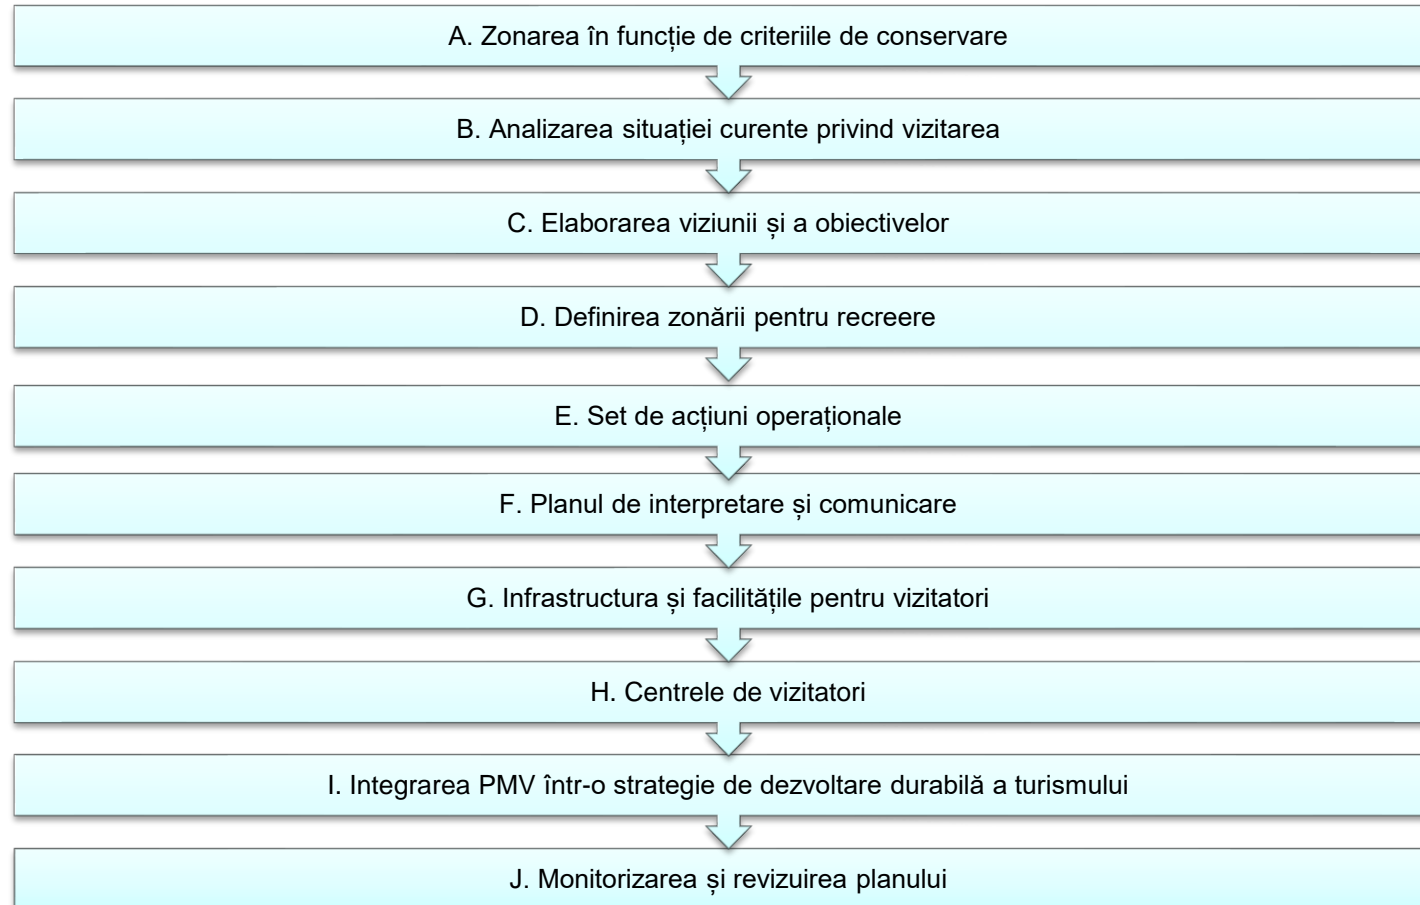 A. Zonarea în funcție de criteriile de conservare
B. Analizarea situației curente privind vizitarea
C. Elaborarea viziunii și a obiectivelor
D. Definirea zonării pentru recreere
E. Set de acțiuni operaționale
F. Planul de interpretare și comunicare
G. Infrastructura și facilitățile pentru vizitatori
H. Centrele de vizitatori
I. Integrarea PMV într-o strategie de dezvoltare durabilă a turismului
J. Monitorizarea și revizuirea planului